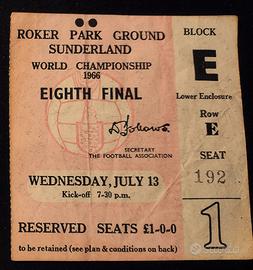 ROKER PARK GROUND
SUNDERLAND
WORLD CHAMPIONSHIP
1966
EIGHTH FINAL
SECRETARY
THE FOOTBALL ASSOCIATION
WEDNESDAY, JULY 13
Kick-off 7-30 p.m.
RESERVED SEATS £1-0-0
to be retained (see plan & conditions on back)
BLOCK
E
Lower Enclosure
Row
E
SEAT
192
1
subito